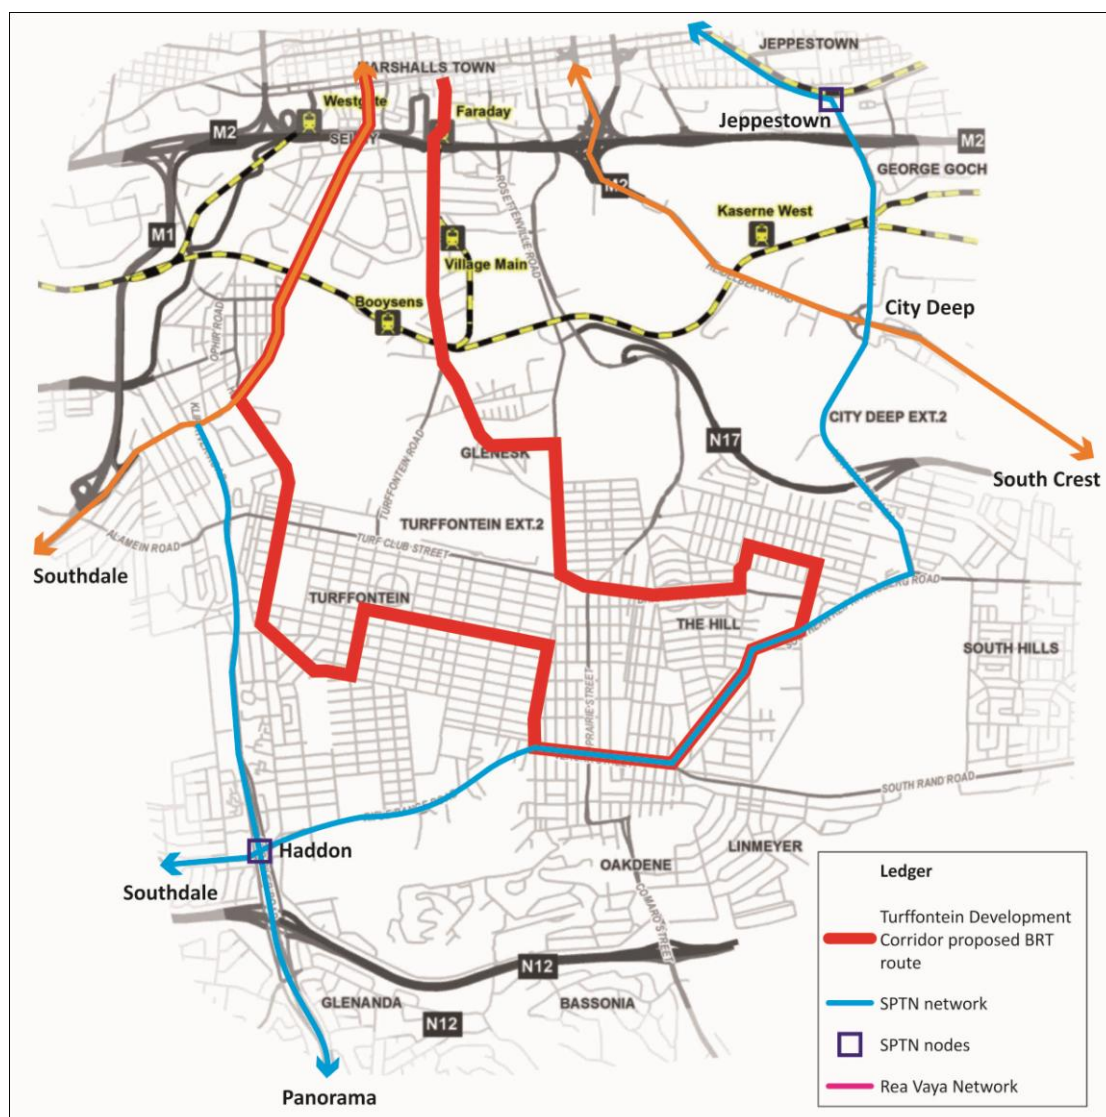 JEPPESTOWN
MARSHALLS TOWN
Westgate
Faraday
Jeppestown
M2
SELBY
M2
GEORGE GOCH
M2
ROSETTENVILLE ROAD
Kaserne West
M1
Village Main
HEIDELBERG ROAD
Booysens
City Deep
OPHIR ROAD
CITY DEEP EXT.2
N17
GLENESK
South Crest
TURFFONTEIN ROAD
TURFFONTEIN EXT.2
ALAMEIN ROAD
TURF CLUB STREET
Southdale
TURFFONTEIN
THE HILL
SOUTH HILLS
PRAIRIE STREET
SOUTH RAND ROAD
Haddon
LINMEYER
OAKDENE
Southdale
COMARO STREET
N12
GLENANDA
BASSONIA
N12
Panorama
Ledger
Turffontein Development
Corridor proposed BRT
route
SPTN network
SPTN nodes
Rea Vaya Network